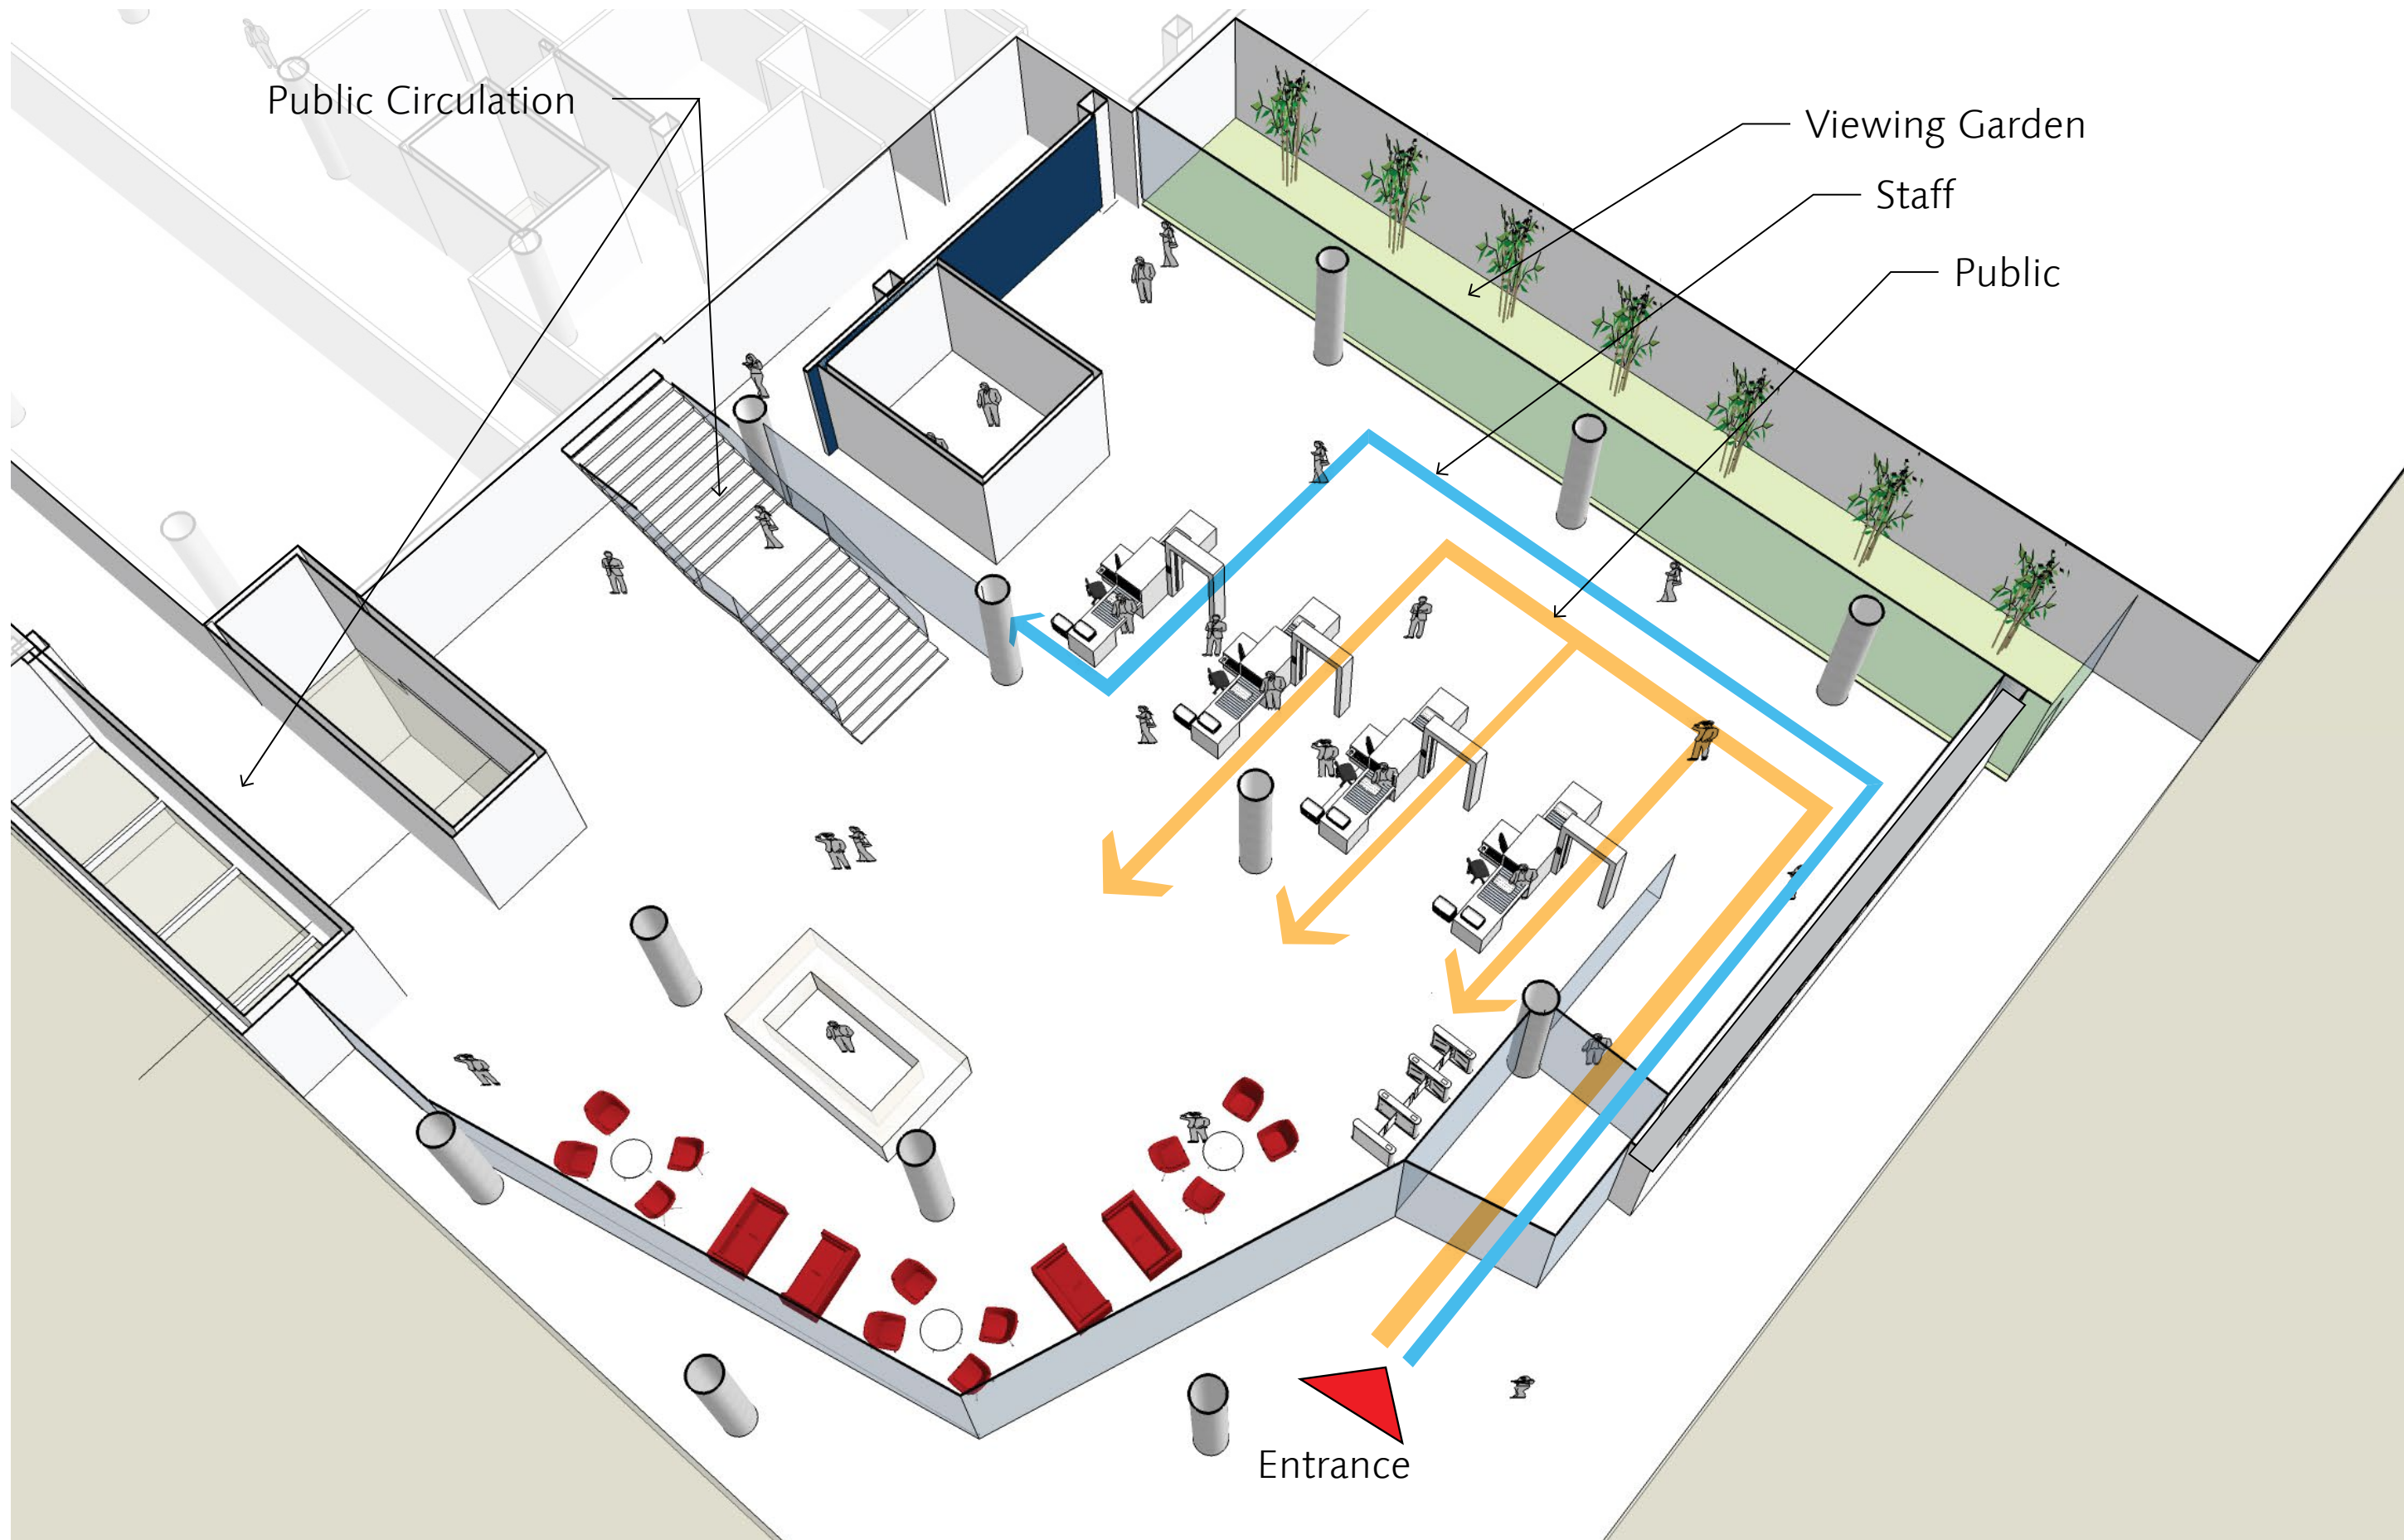 Public Circulation
Viewing Garden
Staff
Public
Entrance